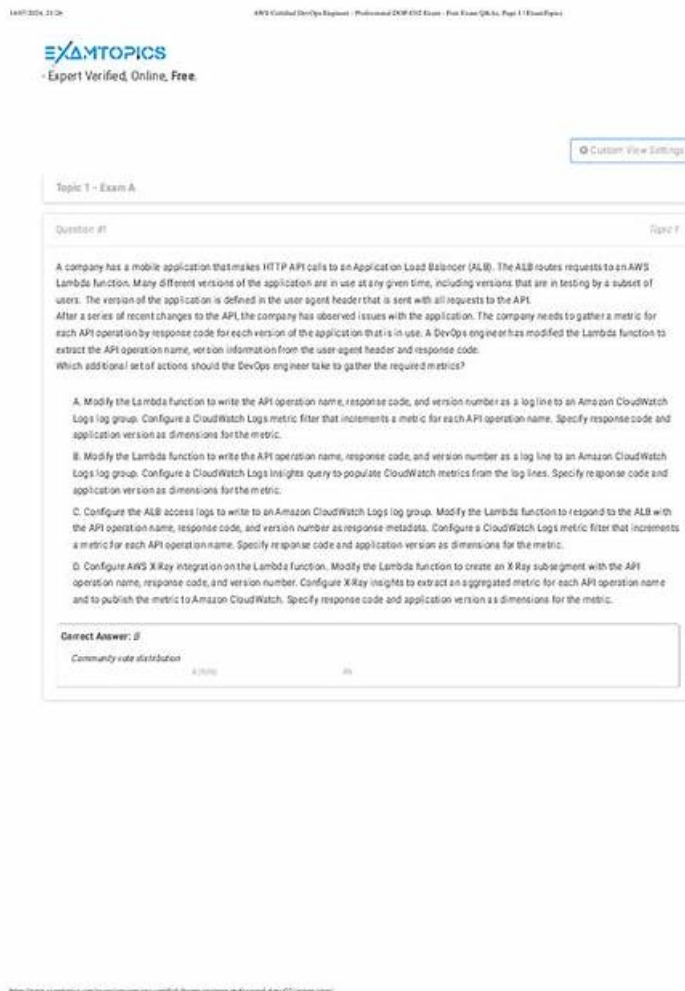 14/07/2024, 21:26
AWS Certified DevOps Engineer - Professional DOP-C02 Exam - Free Exam Q&As, Page 1 | ExamTopics
EXAMTOPICS
- Expert Verified, Online, Free.
Custom View Settings
Topic 1 - Exam A
Question #1
Topic 1
A company has a mobile application that makes HTTP API calls to an Application Load Balancer (ALB). The ALB routes requests to an AWS
Lambda function. Many different versions of the application are in use at any given time, including versions that are in testing by a subset of
users. The version of the application is defined in the user-agent header that is sent with all requests to the API.
After a series of recent changes to the API, the company has observed issues with the application. The company needs to gather a metric for
each API operation by response code for each version of the application that is in use. A DevOps engineer has modified the Lambda function to
extract the API operation name, version information from the user-agent header and response code.
Which additional set of actions should the DevOps engineer take to gather the required metrics?
A. Modify the Lambda function to write the API operation name, response code, and version number as a log line to an Amazon CloudWatch
Logs log group. Configure a CloudWatch Logs metric filter that increments a metric for each API operation name. Specify response code and
application version as dimensions for the metric.
B. Modify the Lambda function to write the API operation name, response code, and version number as a log line to an Amazon CloudWatch
Logs log group. Configure a CloudWatch Logs Insights query to populate CloudWatch metrics from the log lines. Specify response code and
application version as dimensions for the metric.
C. Configure the ALB access logs to write to an Amazon CloudWatch Logs log group. Modify the Lambda function to respond to the ALB with
the API operation name, response code, and version number as response metadata. Configure a CloudWatch Logs metric filter that increments
a metric for each API operation name. Specify response code and application version as dimensions for the metric.
D. Configure AWS X-Ray integration on the Lambda function. Modify the Lambda function to create an X-Ray subsegment with the API
operation name, response code, and version number. Configure X-Ray insights to extract an aggregated metric for each API operation name
and to publish the metric to Amazon CloudWatch. Specify response code and application version as dimensions for the metric.
Correct Answer: B
Community vote distribution